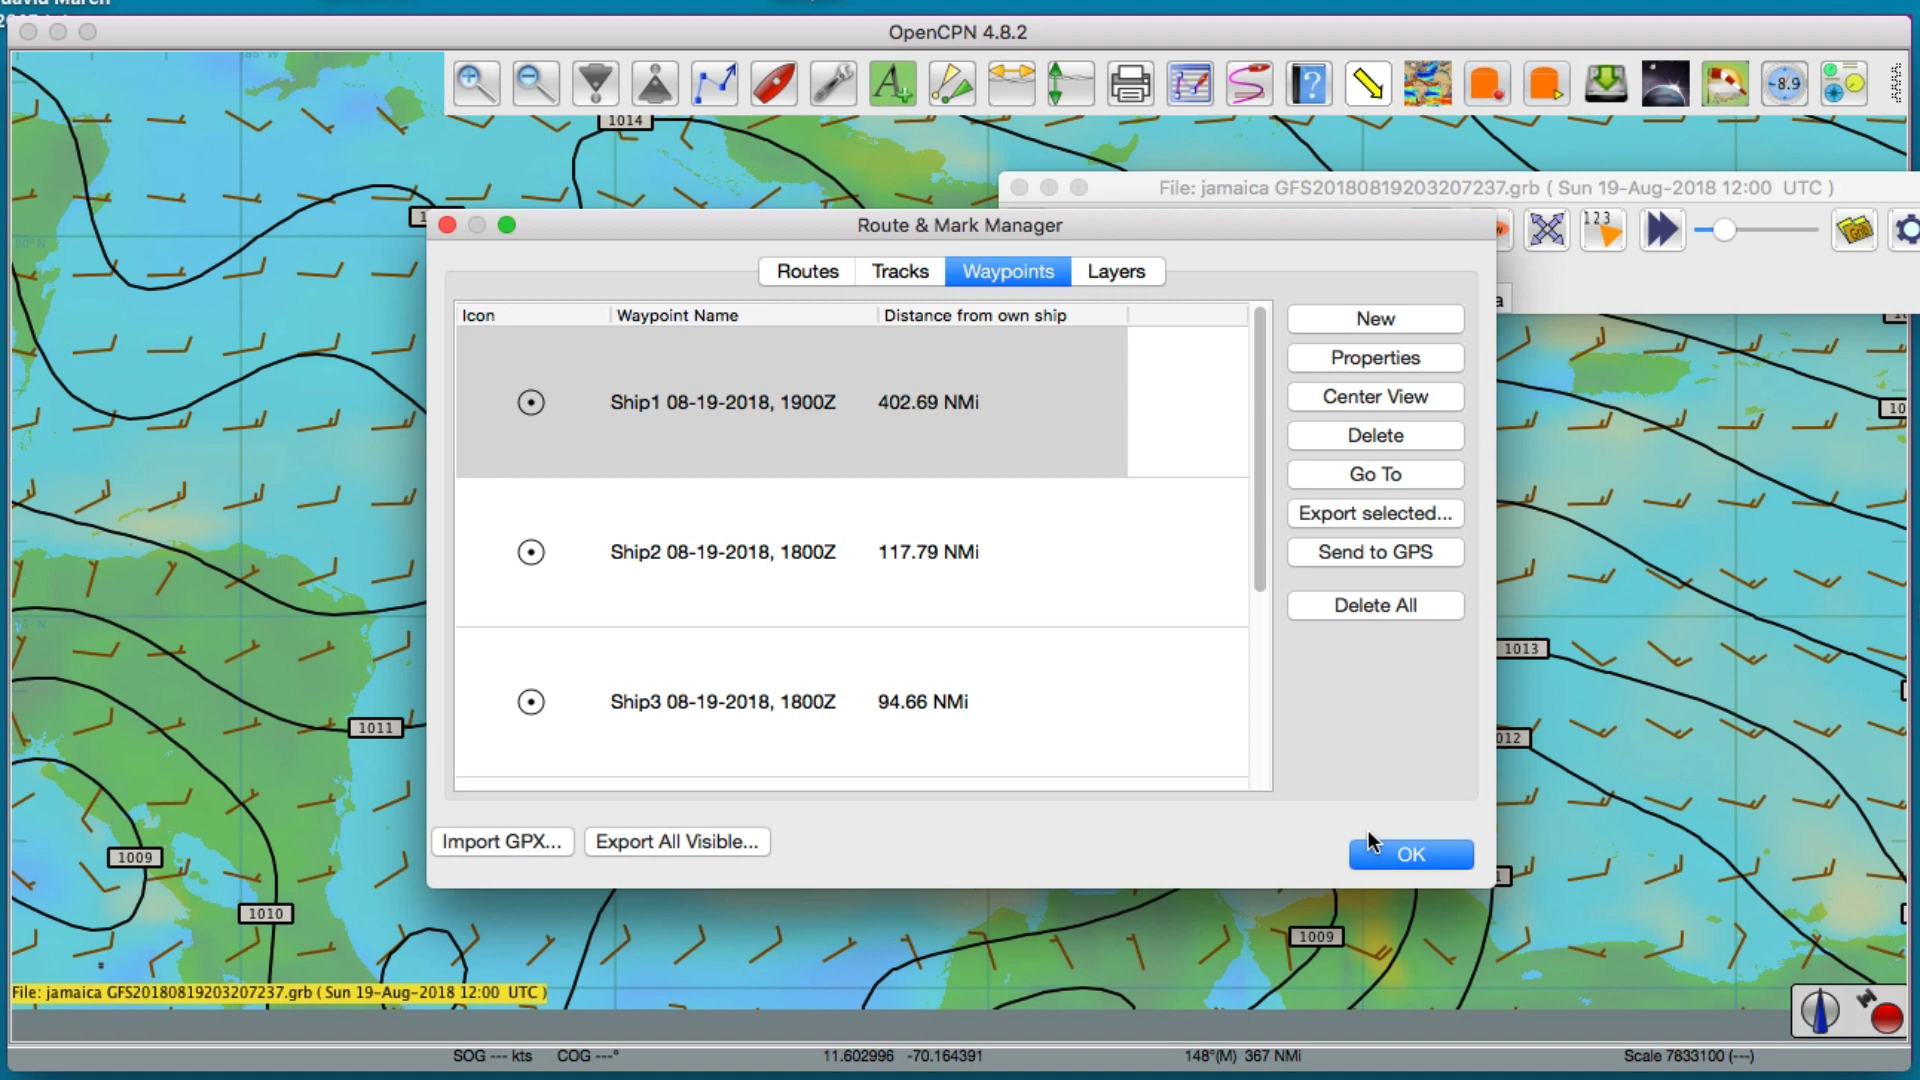 OpenCPN 4.8.2
A
?
-8.9
1014
File: jamaica GFS20180819203207237.grb ( Sun 19-Aug-2018 12:00 UTC )
123
Route & Mark Manager
Routes Tracks Waypoints Layers
Icon Waypoint Name Distance from own ship
Ship1 08-19-2018, 1900Z 402.69 NMi
Ship2 08-19-2018, 1800Z 117.79 NMi
Ship3 08-19-2018, 1800Z 94.66 NMi
New
Properties
Center View
Delete
Go To
Export selected...
Send to GPS
Delete All
Import GPX... Export All Visible...
OK
1013
1011
1009
1010
1009
File: jamaica GFS20180819203207237.grb ( Sun 19-Aug-2018 12:00 UTC )
SOG --- kts COG ---° 11.602996 -70.164391 148°(M) 367 NMi Scale 7833100 (---)